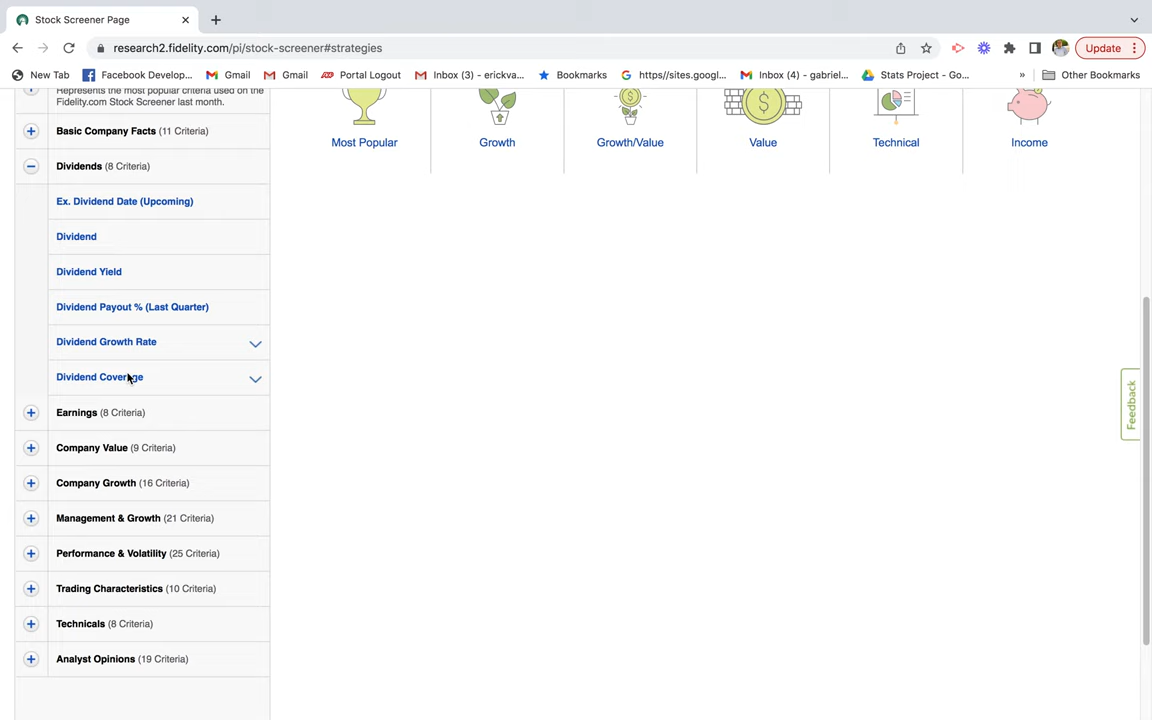 Stock Screener Page
research2.fidelity.com/pi/stock-screener#strategies
Update
New Tab
Facebook Develop...
Gmail
Gmail
Portal Logout
Inbox (3) - erickva...
Bookmarks
https//sites.googl...
Inbox (4) - gabriel...
Stats Project - Go...
»
Other Bookmarks
Represents the most popular criteria used on the
Fidelity.com Stock Screener last month.
Basic Company Facts (11 Criteria)
Dividends (8 Criteria)
Ex. Dividend Date (Upcoming)
Dividend
Dividend Yield
Dividend Payout % (Last Quarter)
Dividend Growth Rate
Dividend Coverage
Earnings (8 Criteria)
Company Value (9 Criteria)
Company Growth (16 Criteria)
Management & Growth (21 Criteria)
Performance & Volatility (25 Criteria)
Trading Characteristics (10 Criteria)
Technicals (8 Criteria)
Analyst Opinions (19 Criteria)
Most Popular
Growth
Growth/Value
Value
Technical
Income
Feedback